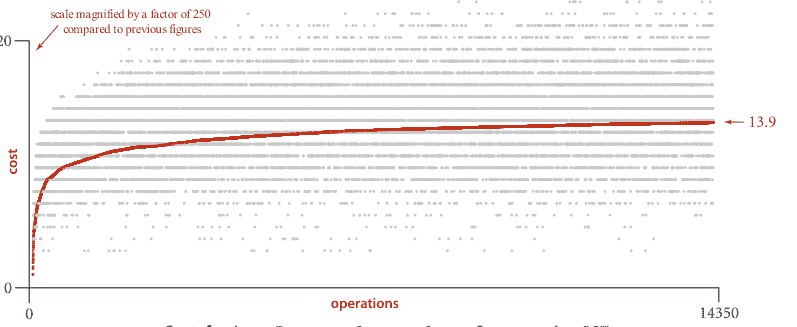 scale magnified by a factor of 250
compared to previous figures
20
cost
13.9
0
operations
0
14350